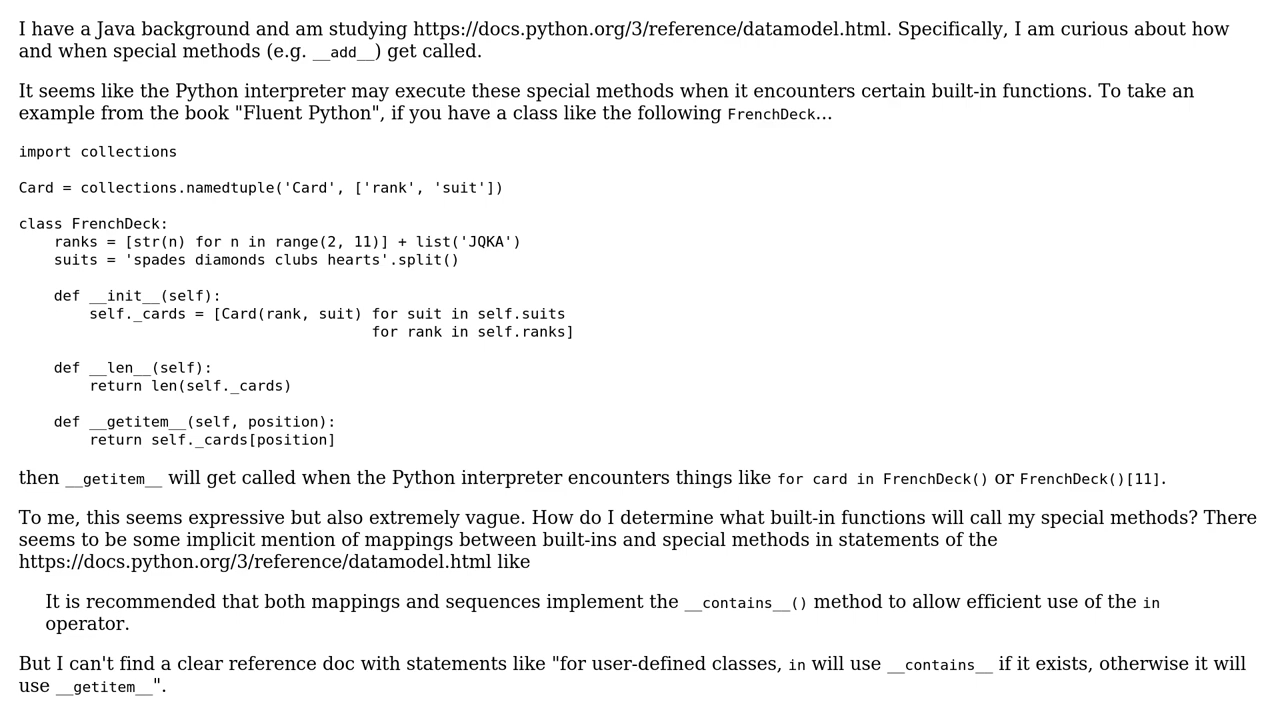 I have a Java background and am studying https://docs.python.org/3/reference/datamodel.html. Specifically, I am curious about how
and when special methods (e.g. __add__) get called.
It seems like the Python interpreter may execute these special methods when it encounters certain built-in functions. To take an
example from the book "Fluent Python", if you have a class like the following FrenchDeck...
import collections
Card = collections.namedtuple('Card', ['rank', 'suit'])
class FrenchDeck:
    ranks = [str(n) for n in range(2, 11)] + list('JQKA')
    suits = 'spades diamonds clubs hearts'.split()
    def __init__(self):
        self._cards = [Card(rank, suit) for suit in self.suits
                                        for rank in self.ranks]
    def __len__(self):
        return len(self._cards)
    def __getitem__(self, position):
        return self._cards[position]
then __getitem__ will get called when the Python interpreter encounters things like for card in FrenchDeck() or FrenchDeck()[11].
To me, this seems expressive but also extremely vague. How do I determine what built-in functions will call my special methods? There
seems to be some implicit mention of mappings between built-ins and special methods in statements of the
https://docs.python.org/3/reference/datamodel.html like
It is recommended that both mappings and sequences implement the __contains__() method to allow efficient use of the in
operator.
But I can't find a clear reference doc with statements like "for user-defined classes, in will use __contains__ if it exists, otherwise it will
use __getitem__".